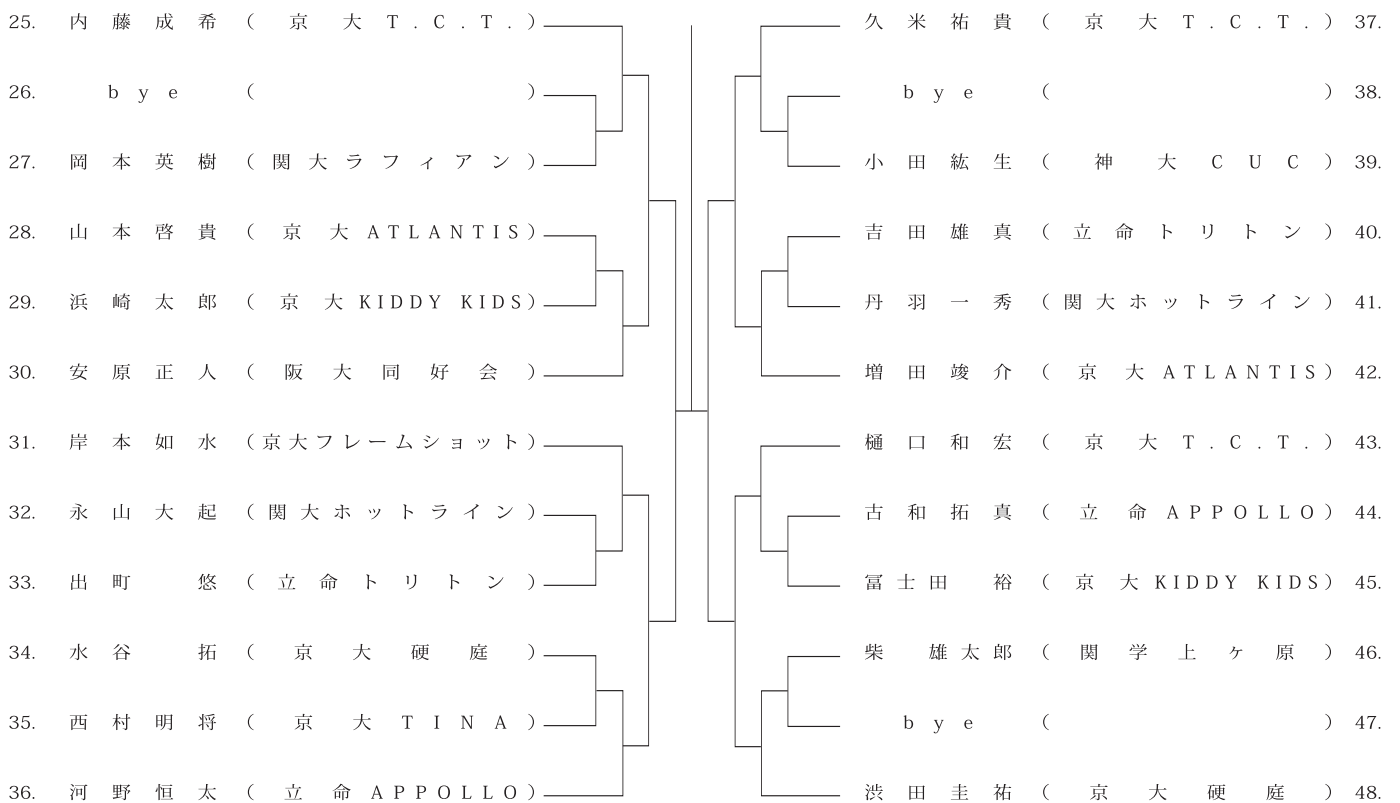 25. 内藤成希(京大T.C.T.)
26. bye ( )
27. 岡本英樹(関大ラフィアン)
28. 山本啓貴(京大ATLANTIS)
29. 浜崎太郎(京大KIDDY KIDS)
30. 安原正人(阪大同好会)
31. 岸本如水(京大フレームショット)
32. 永山大起(関大ホットライン)
33. 出町 悠(立命トリトン)
34. 水谷 拓(京大硬庭)
35. 西村明将(京大TINA)
36. 河野恒太(立命APPOLLO)
久米祐貴(京大T.C.T.) 37.
bye ( ) 38.
小田紘生(神大CUC) 39.
吉田雄真(立命トリトン) 40.
丹羽一秀(関大ホットライン) 41.
増田竣介(京大ATLANTIS) 42.
樋口和宏(京大T.C.T.) 43.
古和拓真(立命APPOLLO) 44.
冨士田 裕(京大KIDDY KIDS) 45.
柴 雄太郎(関学上ヶ原) 46.
bye ( ) 47.
渋田圭祐(京大硬庭) 48.